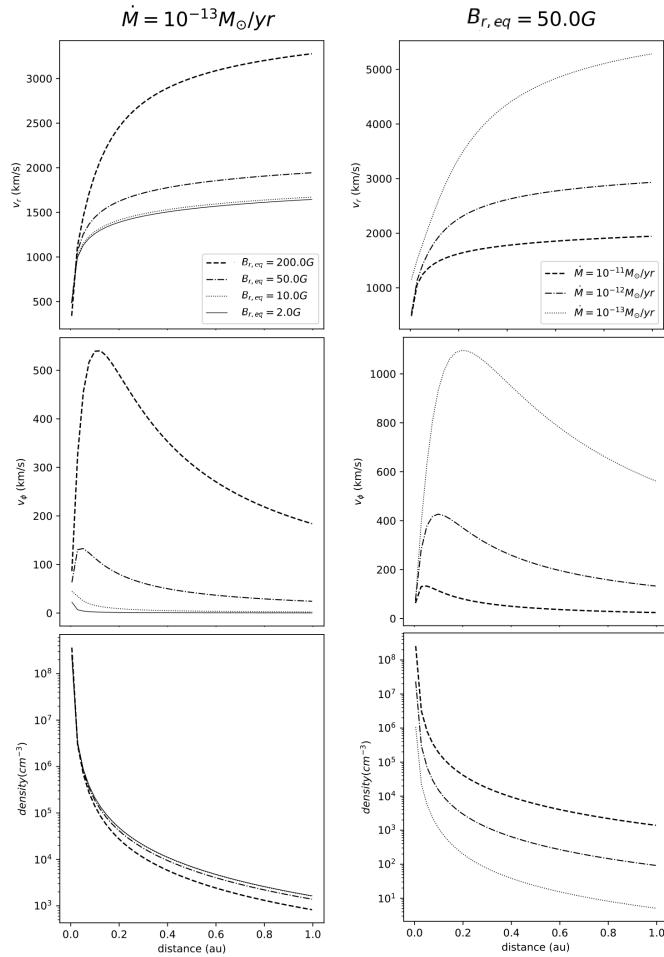 Ṁ = 10⁻¹³M⊙/yr
B_{r,eq} = 50.0G
3000
2500
2000
1500
1000
500
v_r (km/s)
B_{r,eq} = 200.0G
B_{r,eq} = 50.0G
B_{r,eq} = 10.0G
B_{r,eq} = 2.0G
5000
4000
3000
2000
1000
v_r (km/s)
Ṁ = 10⁻¹¹M⊙/yr
Ṁ = 10⁻¹²M⊙/yr
Ṁ = 10⁻¹³M⊙/yr
500
400
300
200
100
0
v_ϕ (km/s)
1000
800
600
400
200
0
v_ϕ (km/s)
10⁸
10⁷
10⁶
10⁵
10⁴
10³
density(cm⁻³)
0.0 0.2 0.4 0.6 0.8 1.0
distance (au)
10⁸
10⁷
10⁶
10⁵
10⁴
10³
10²
10¹
density(cm⁻³)
0.0 0.2 0.4 0.6 0.8 1.0
distance (au)